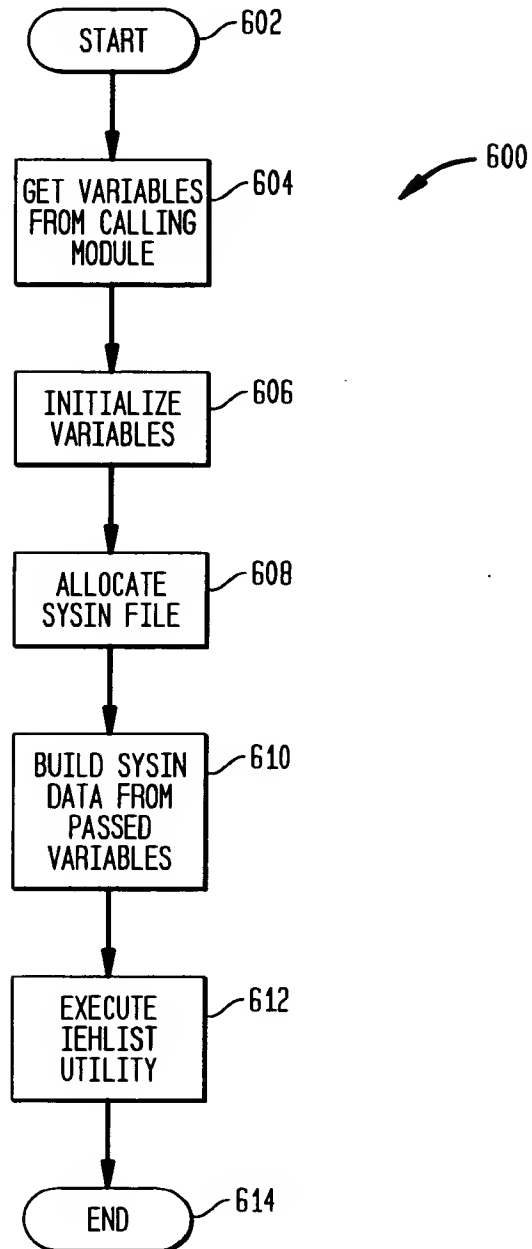 START
602
600
GET VARIABLES
FROM CALLING
MODULE
604
INITIALIZE
VARIABLES
606
ALLOCATE
SYSIN FILE
608
BUILD SYSIN
DATA FROM
PASSED
VARIABLES
610
EXECUTE
IEHLIST
UTILITY
612
END
614